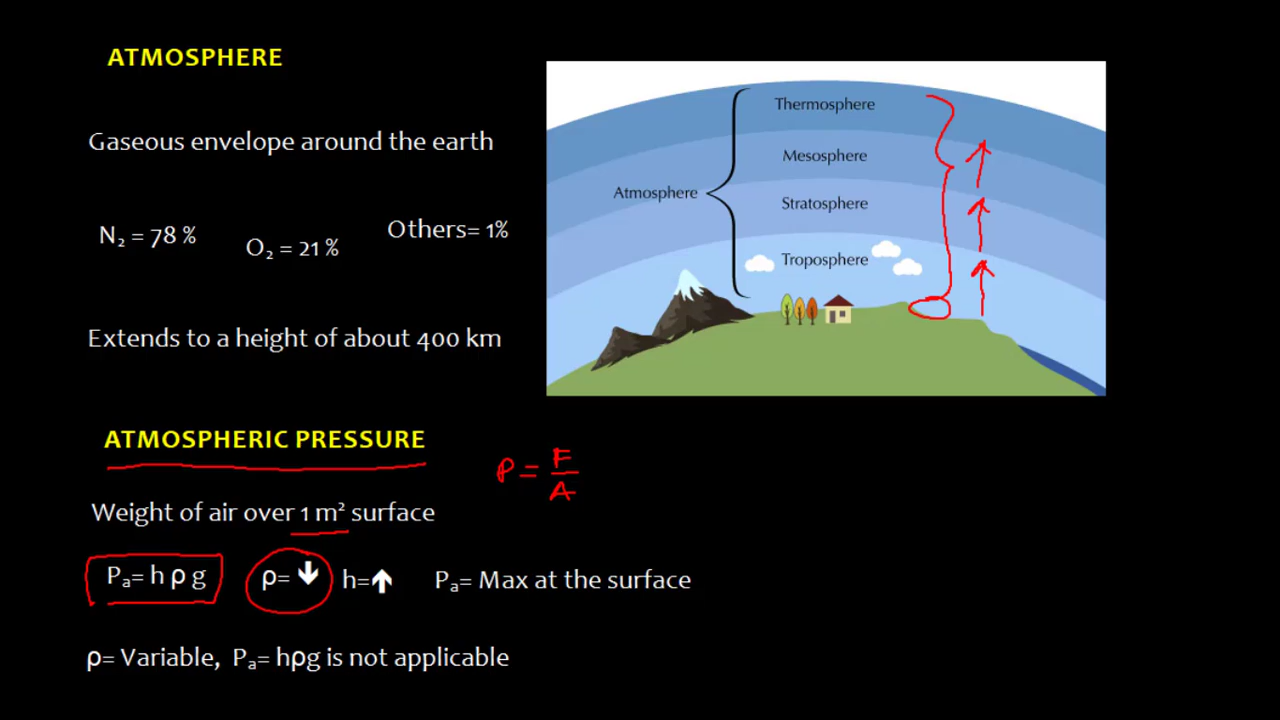 ATMOSPHERE
Gaseous envelope around the earth
N₂ = 78 %
O₂ = 21 %
Others= 1%
Extends to a height of about 400 km
Thermosphere
Mesosphere
Atmosphere
Stratosphere
Troposphere
ATMOSPHERIC PRESSURE
P = F/A
Weight of air over 1 m² surface
Pₐ= h ρ g
ρ= 🡇
h=🡅
Pₐ= Max at the surface
ρ= Variable, Pₐ= hρg is not applicable